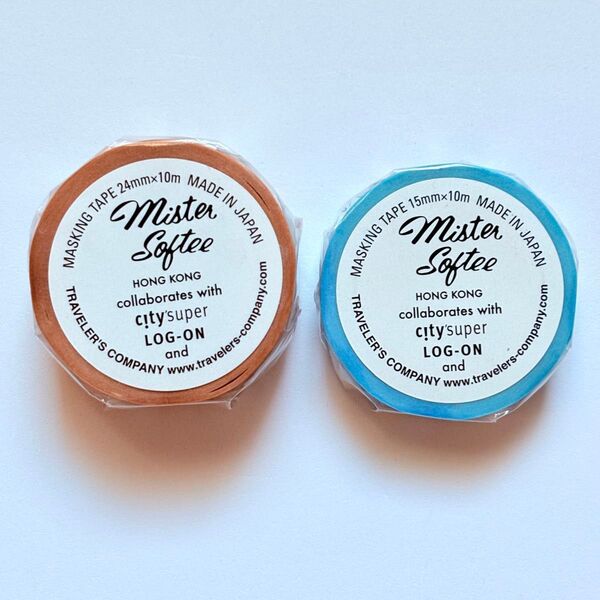 MASKING TAPE 24mm×10m MADE IN JAPAN
Mister
Softee
HONG KONG
collaborates with
city'super
LOG-ON
and
TRAVELER'S COMPANY www.travelers-company.com
MASKING TAPE 15mm×10m MADE IN JAPAN
Mister
Softee
HONG KONG
collaborates with
city'super
LOG-ON
and
TRAVELER'S COMPANY www.travelers-company.com